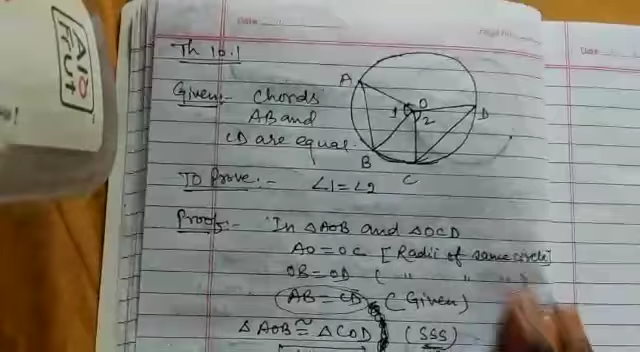 Th 10.1
Given:- Chords
AB and
CD are equal.
To Prove:- ∠1=∠2
Proof:- In △AOB and △OCD
AO = OC [Radii of same circle]
OB = OD ( " " " "
AB = CD (Given)
△AOB ≅ △COD (SSS)
A
O
1
2
D
B
C
Date